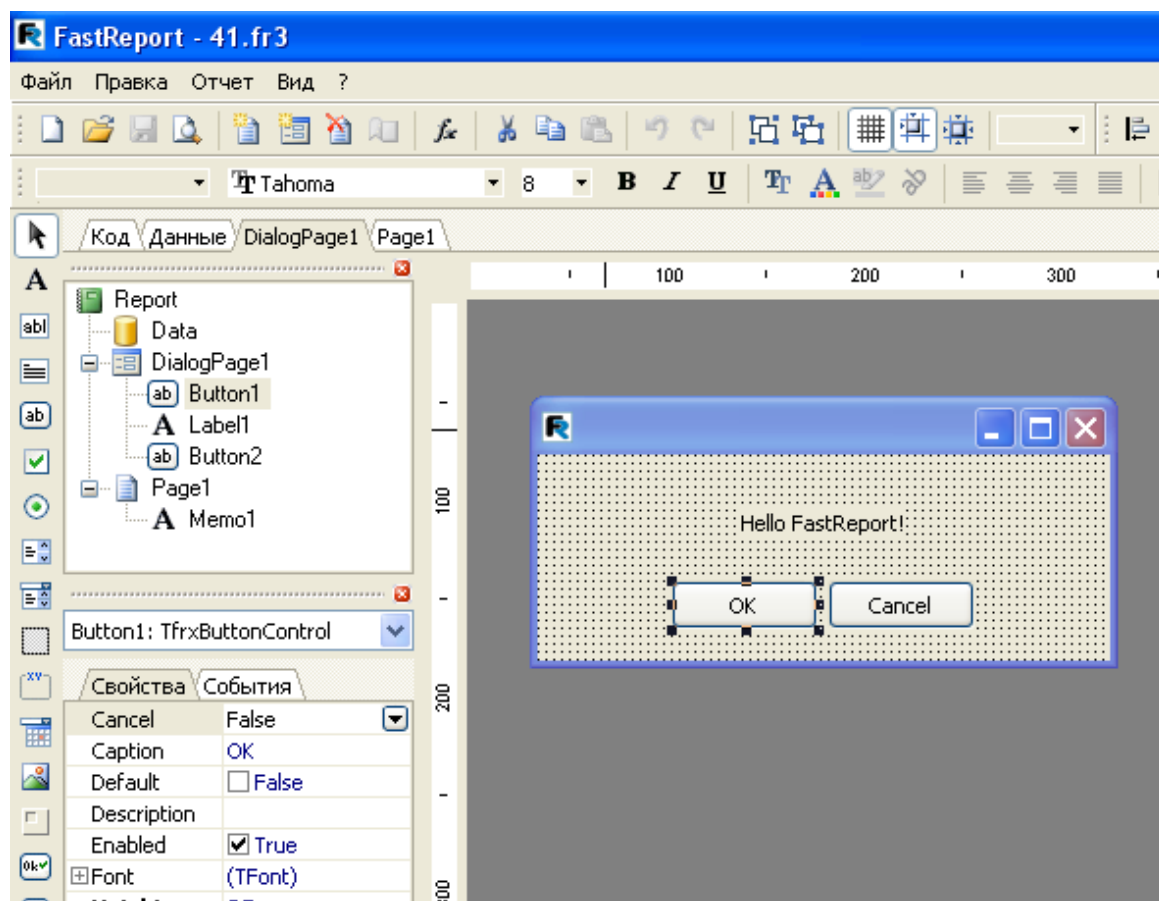 FastReport - 41.fr3
Файл Правка Отчет Вид ?
Tahoma 8 B I U
Код Данные DialogPage1 Page1
100 200 300
Report
Data
DialogPage1
Button1
Label1
Button2
Page1
Memo1
Button1: TfrxButtonControl
Свойства События
Cancel False
Caption OK
Default False
Description
Enabled True
Font (TFont)
100
200
Hello FastReport!
OK Cancel